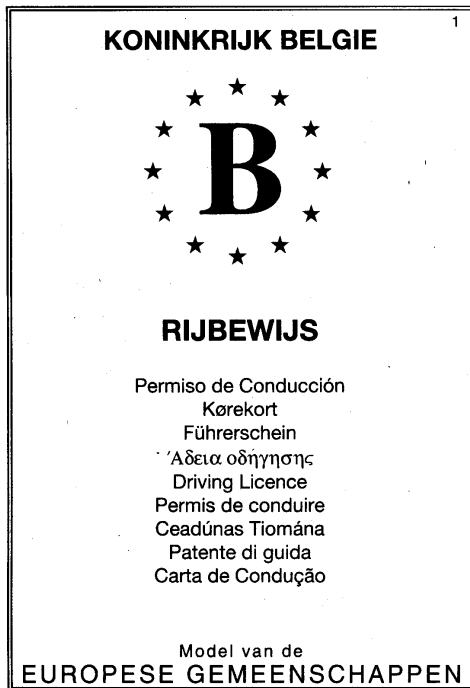 1
KONINKRIJK BELGIE
B
RIJBEWIJS
Permiso de Conducción
Kørekort
Führerschein
Άδεια οδήγησης
Driving Licence
Permis de conduire
Ceadúnas Tiomána
Patente di guida
Carta de Condução
Model van de
EUROPESE GEMEENSCHAPPEN